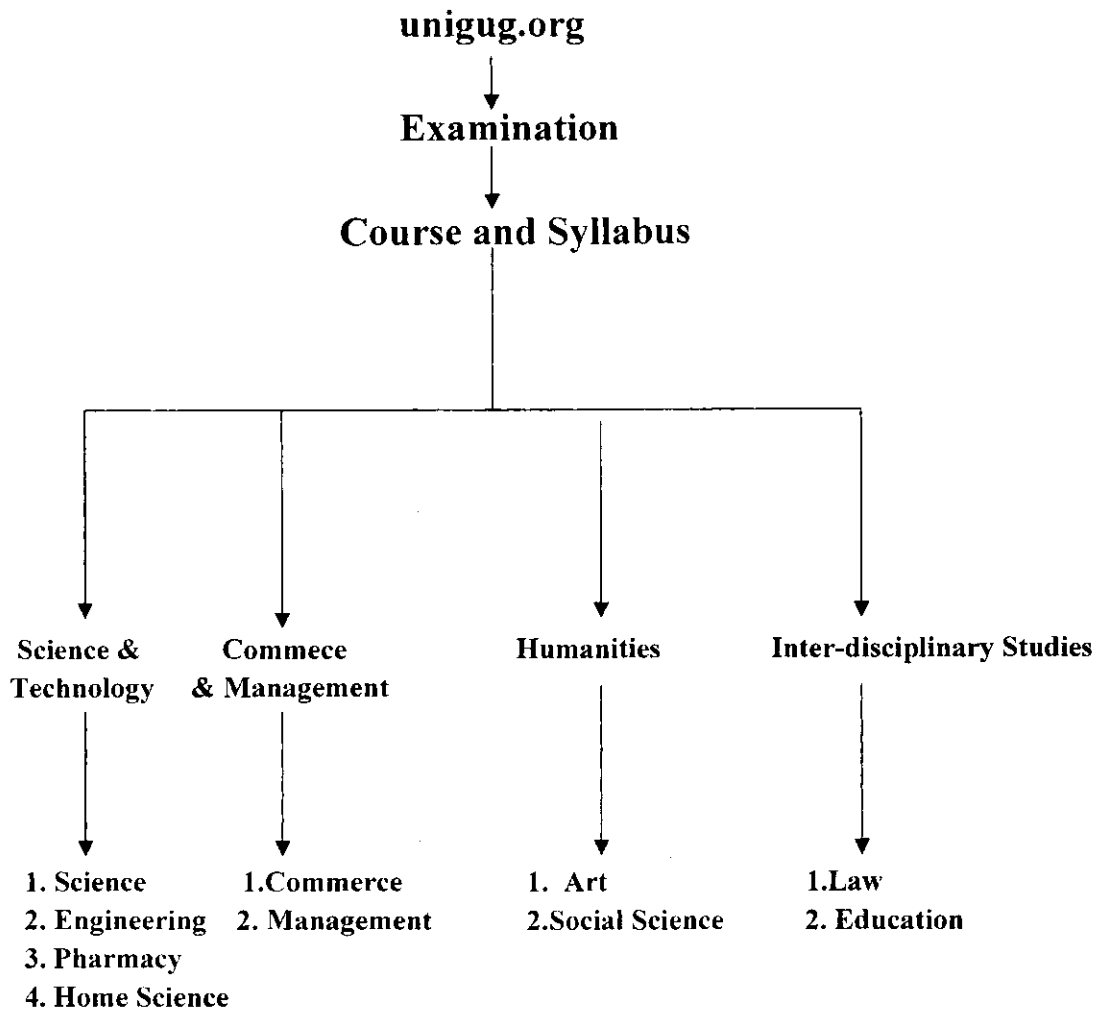 unigug.org
Examination
Course and Syllabus
Science &
Technology
Commece
& Management
Humanities
Inter-disciplinary Studies
1. Science
2. Engineering
3. Pharmacy
4. Home Science
1.Commerce
2. Management
1. Art
2.Social Science
1.Law
2. Education